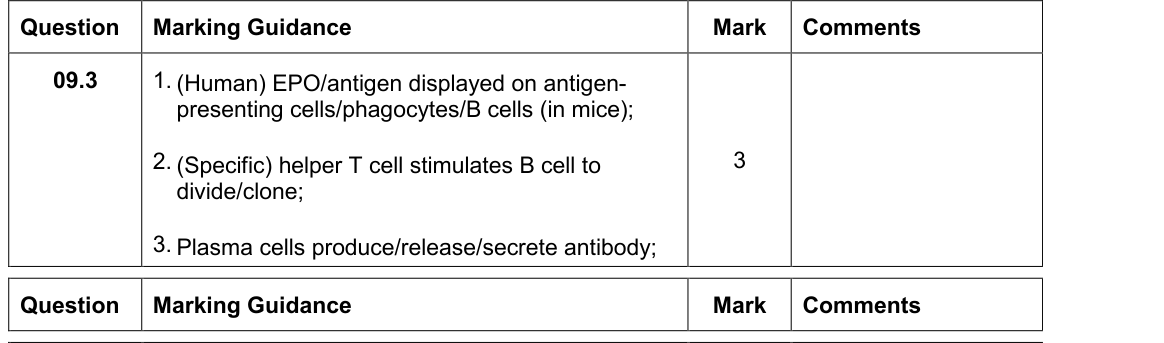 Question Marking Guidance Mark Comments
09.3
1. (Human) EPO/antigen displayed on antigen-
presenting cells/phagocytes/B cells (in mice);
2. (Specific) helper T cell stimulates B cell to
divide/clone;
3. Plasma cells produce/release/secrete antibody;
3
Question Marking Guidance Mark Comments